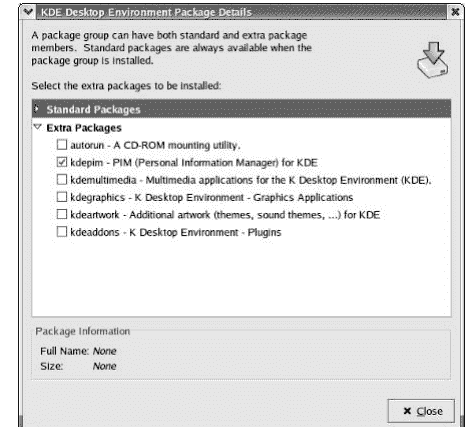 KDE Desktop Environment Package Details
A package group can have both standard and extra package
members. Standard packages are always available when the
package group is installed.
Select the extra packages to be installed:
Standard Packages
Extra Packages
autorun - A CD-ROM mounting utility.
kdepim - PIM (Personal Information Manager) for KDE
kdemultimedia - Multimedia applications for the K Desktop Environment (KDE).
kdegraphics - K Desktop Environment - Graphics Applications
kdeartwork - Additional artwork (themes, sound themes, ...) for KDE
kdeaddons - K Desktop Environment - Plugins
Package Information
Full Name: None
Size: None
Close